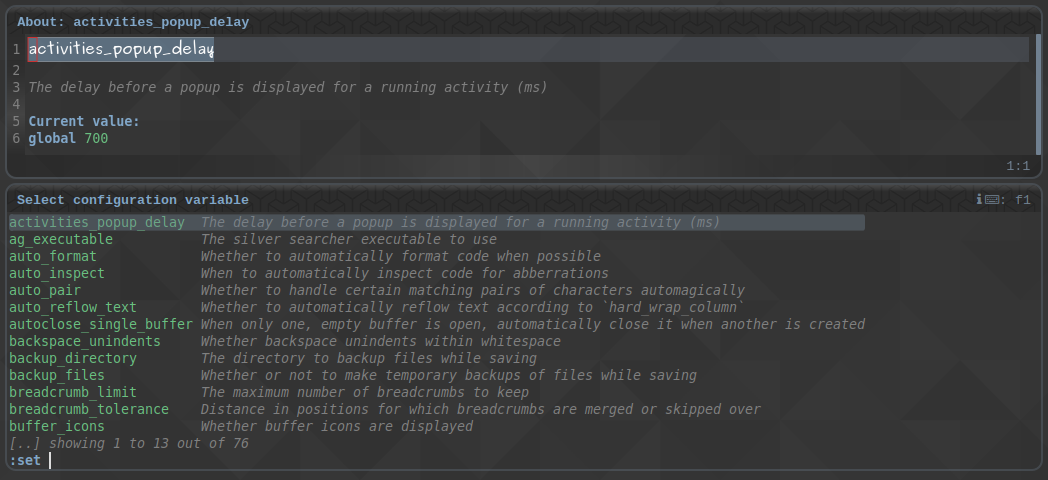 About: activities_popup_delay
1 activities_popup_delay
2
3 The delay before a popup is displayed for a running activity (ms)
4
5 Current value:
6 global 700
1:1
Select configuration variable : f1
activities_popup_delay The delay before a popup is displayed for a running activity (ms)
ag_executable The silver searcher executable to use
auto_format Whether to automatically format code when possible
auto_inspect When to automatically inspect code for abberrations
auto_pair Whether to handle certain matching pairs of characters automagically
auto_reflow_text Whether to automatically reflow text according to `hard_wrap_column`
autoclose_single_buffer When only one, empty buffer is open, automatically close it when another is created
backspace_unindents Whether backspace unindents within whitespace
backup_directory The directory to backup files while saving
backup_files Whether or not to make temporary backups of files while saving
breadcrumb_limit The maximum number of breadcrumbs to keep
breadcrumb_tolerance Distance in positions for which breadcrumbs are merged or skipped over
buffer_icons Whether buffer icons are displayed
[..] showing 1 to 13 out of 76
:set